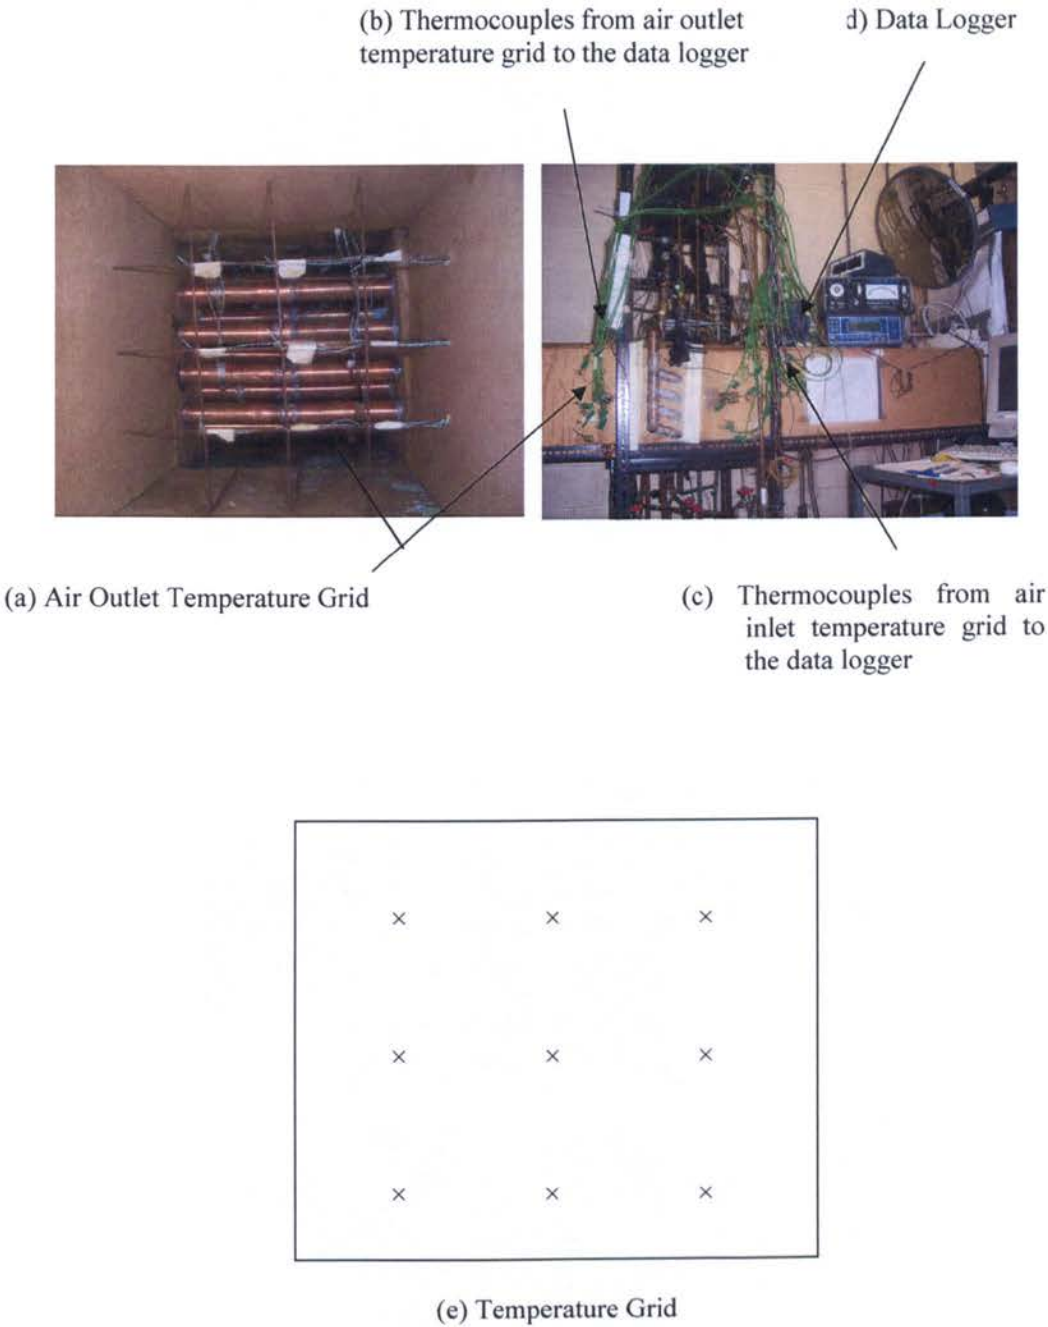 (b) Thermocouples from air outlet
temperature grid to the data logger
d) Data Logger
(a) Air Outlet Temperature Grid
(c) Thermocouples from air
inlet temperature grid to
the data logger
(e) Temperature Grid